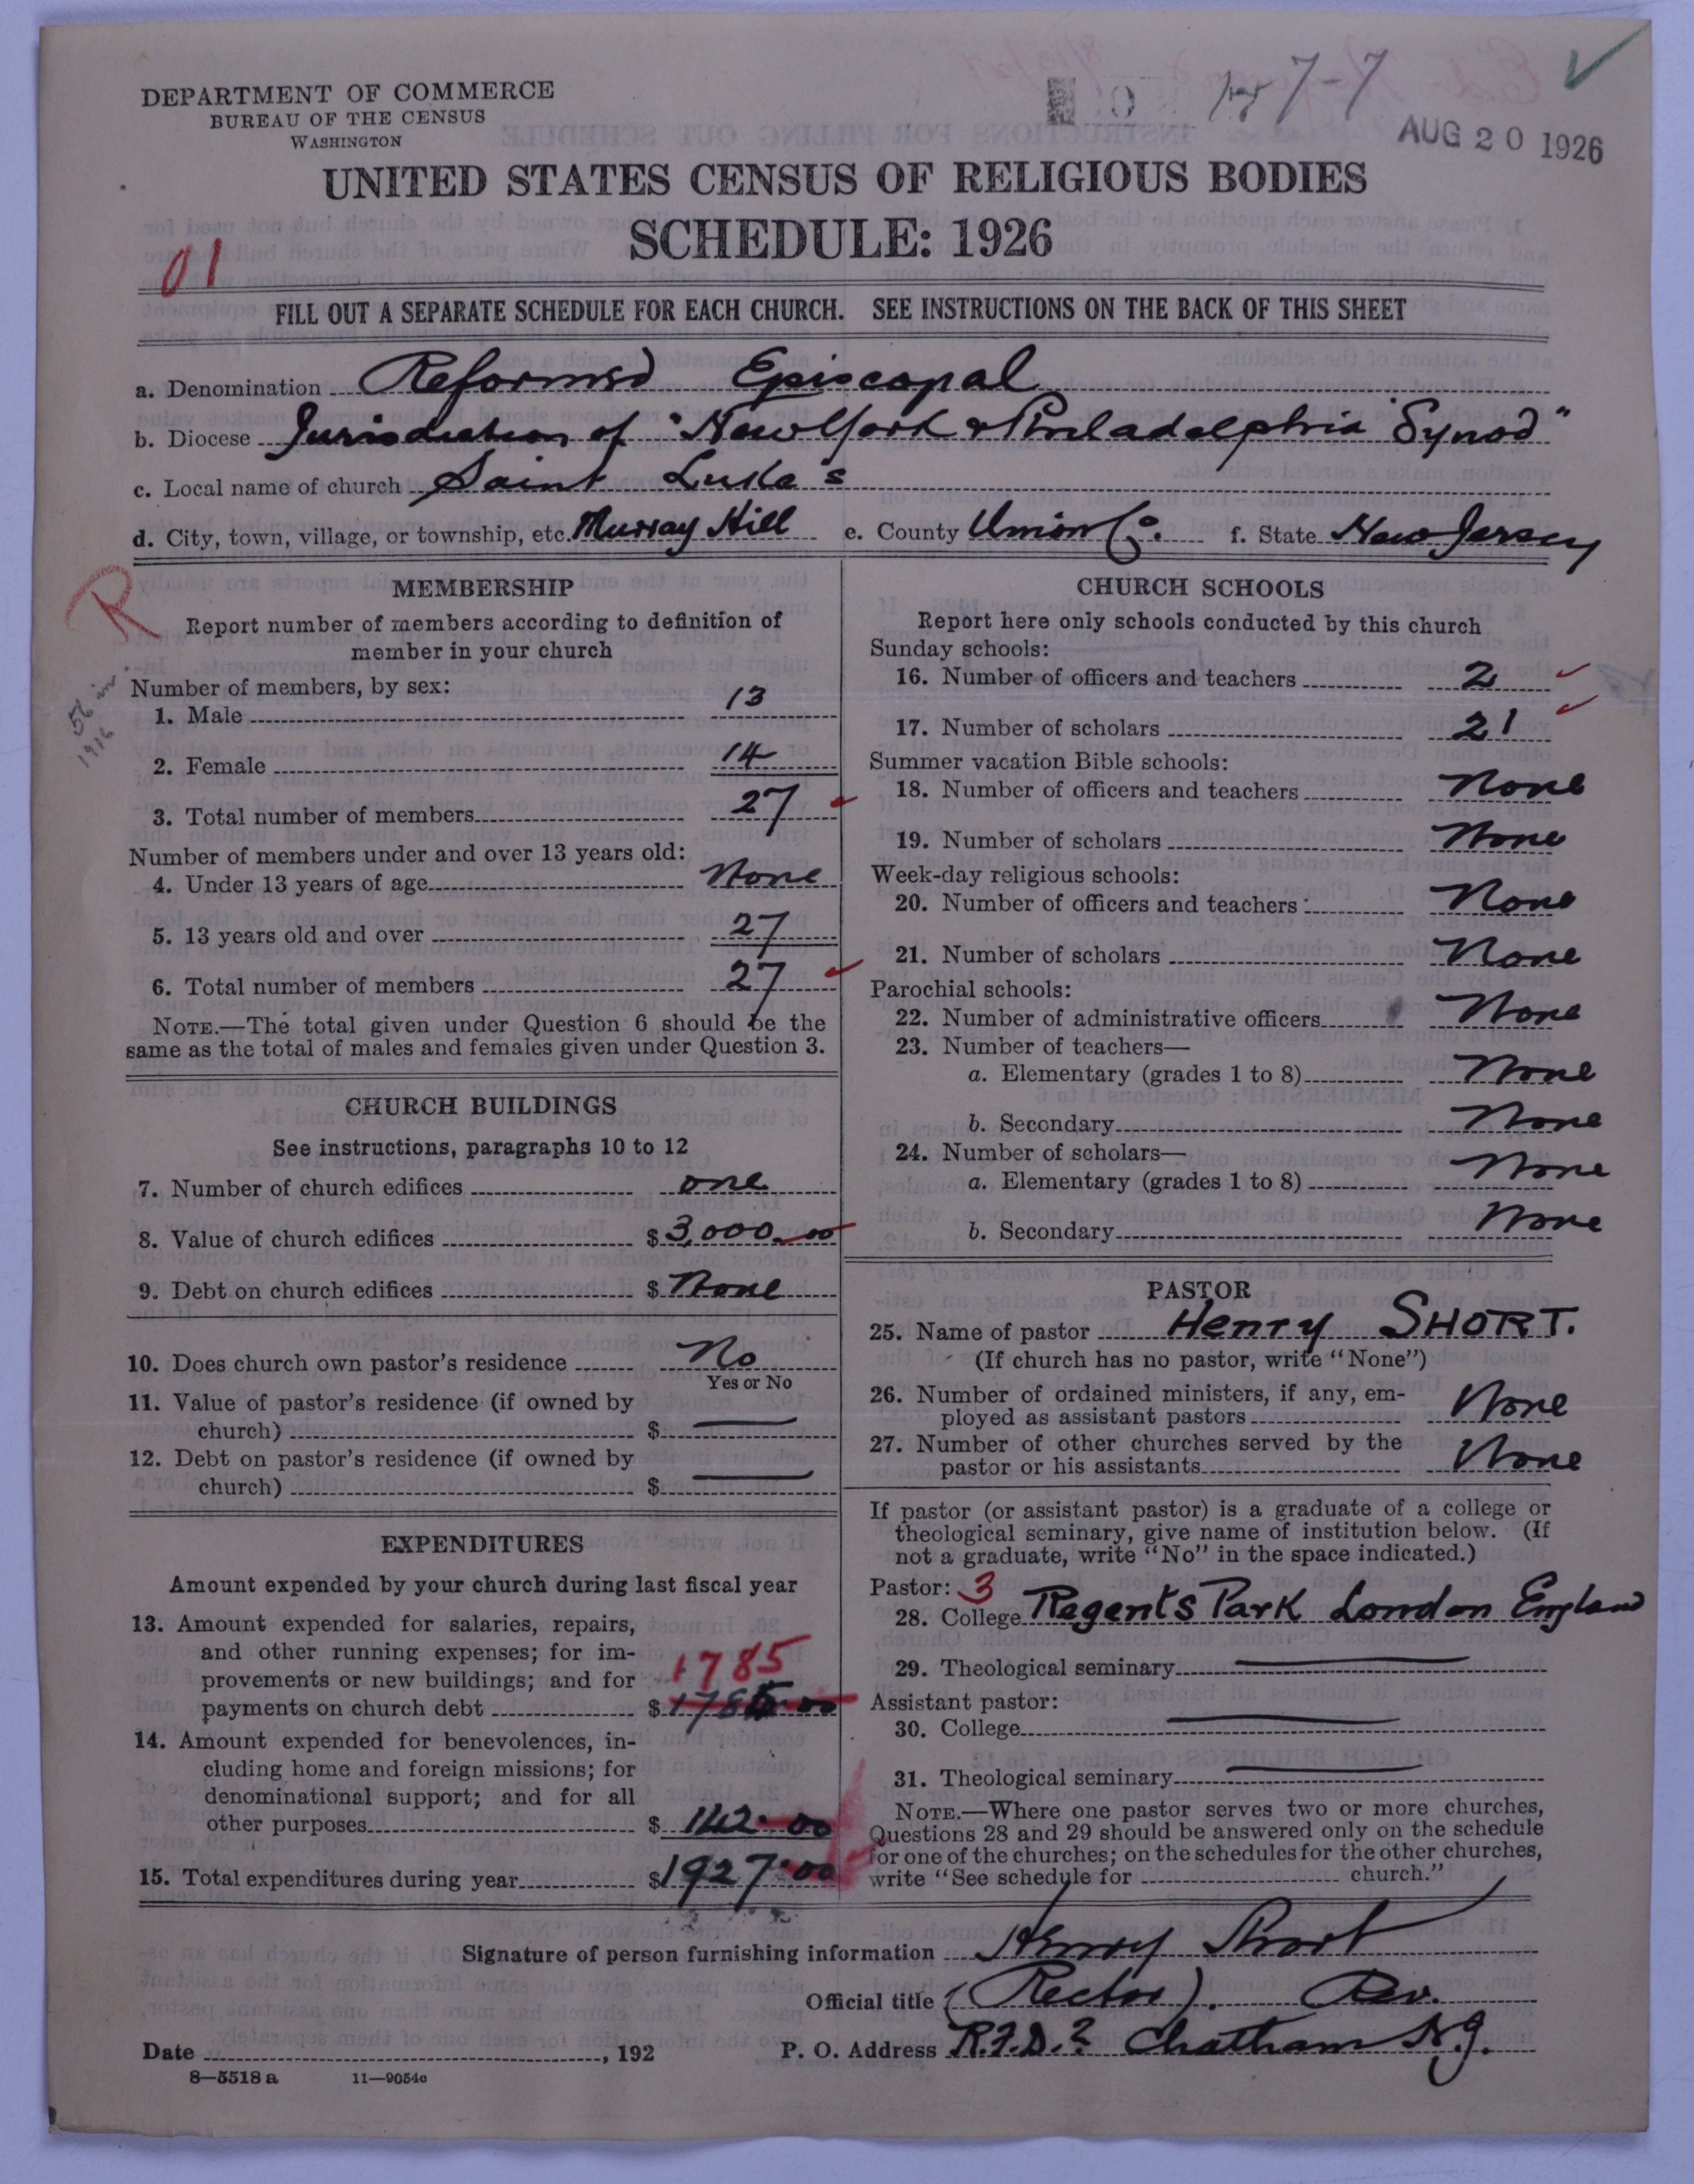 7-7
AUG 20 1926
DEPARTMENT OF COMMERCE
BUREAU OF THE CENSUS
WASHINGTON
UNITED STATES CENSUS OF RELIGIOUS BODIES
SCHEDULE: 1926
01
FILL OUT A SEPARATE SCHEDULE FOR EACH CHURCH. SEE INSTRUCTIONS ON THE BACK OF THIS SHEET
a. Denomination Reformed Episcopal
b. Diocese Jurisdiction of "New York & Philadelphia Synod"
c. Local name of church Saint Luke's
d. City, town, village, or township, etc. Murray Hill e. County Union Co. f. State New Jersey
R
56 in
1916
MEMBERSHIP
Report number of members according to definition of
member in your church
Number of members, by sex:
1. Male 13
2. Female 14
3. Total number of members 27
Number of members under and over 13 years old:
4. Under 13 years of age None
5. 13 years old and over 27
6. Total number of members 27
NOTE.—The total given under Question 6 should be the
same as the total of males and females given under Question 3.
CHURCH BUILDINGS
See instructions, paragraphs 10 to 12
7. Number of church edifices one
8. Value of church edifices $3,000.00
9. Debt on church edifices $None
10. Does church own pastor's residence No
Yes or No
11. Value of pastor's residence (if owned by
church) $
12. Debt on pastor's residence (if owned by
church) $
EXPENDITURES
Amount expended by your church during last fiscal year
13. Amount expended for salaries, repairs,
and other running expenses; for im-
provements or new buildings; and for 1785
payments on church debt $1785.00
14. Amount expended for benevolences, in-
cluding home and foreign missions; for
denominational support; and for all
other purposes $ 142.00
15. Total expenditures during year $1927.00
CHURCH SCHOOLS
Report here only schools conducted by this church
Sunday schools:
16. Number of officers and teachers 2
17. Number of scholars 21
Summer vacation Bible schools:
18. Number of officers and teachers None
19. Number of scholars None
Week-day religious schools:
20. Number of officers and teachers None
21. Number of scholars None
Parochial schools:
22. Number of administrative officers None
23. Number of teachers—
a. Elementary (grades 1 to 8) None
b. Secondary None
24. Number of scholars—
a. Elementary (grades 1 to 8) None
b. Secondary None
PASTOR
25. Name of pastor Henry SHORT.
(If church has no pastor, write "None")
26. Number of ordained ministers, if any, em-
ployed as assistant pastors None
27. Number of other churches served by the
pastor or his assistants None
If pastor (or assistant pastor) is a graduate of a college or
theological seminary, give name of institution below. (If
not a graduate, write "No" in the space indicated.)
Pastor: 3
28. College Regents Park London England
29. Theological seminary
Assistant pastor:
30. College
31. Theological seminary
NOTE.—Where one pastor serves two or more churches,
Questions 28 and 29 should be answered only on the schedule
for one of the churches; on the schedules for the other churches,
write "See schedule for church."
Signature of person furnishing information Henry Short
Official title (Rector). Rev.
Date , 192 P. O. Address R.F.D. 2 Chatham N.J.
8—5518 a 11—9054c